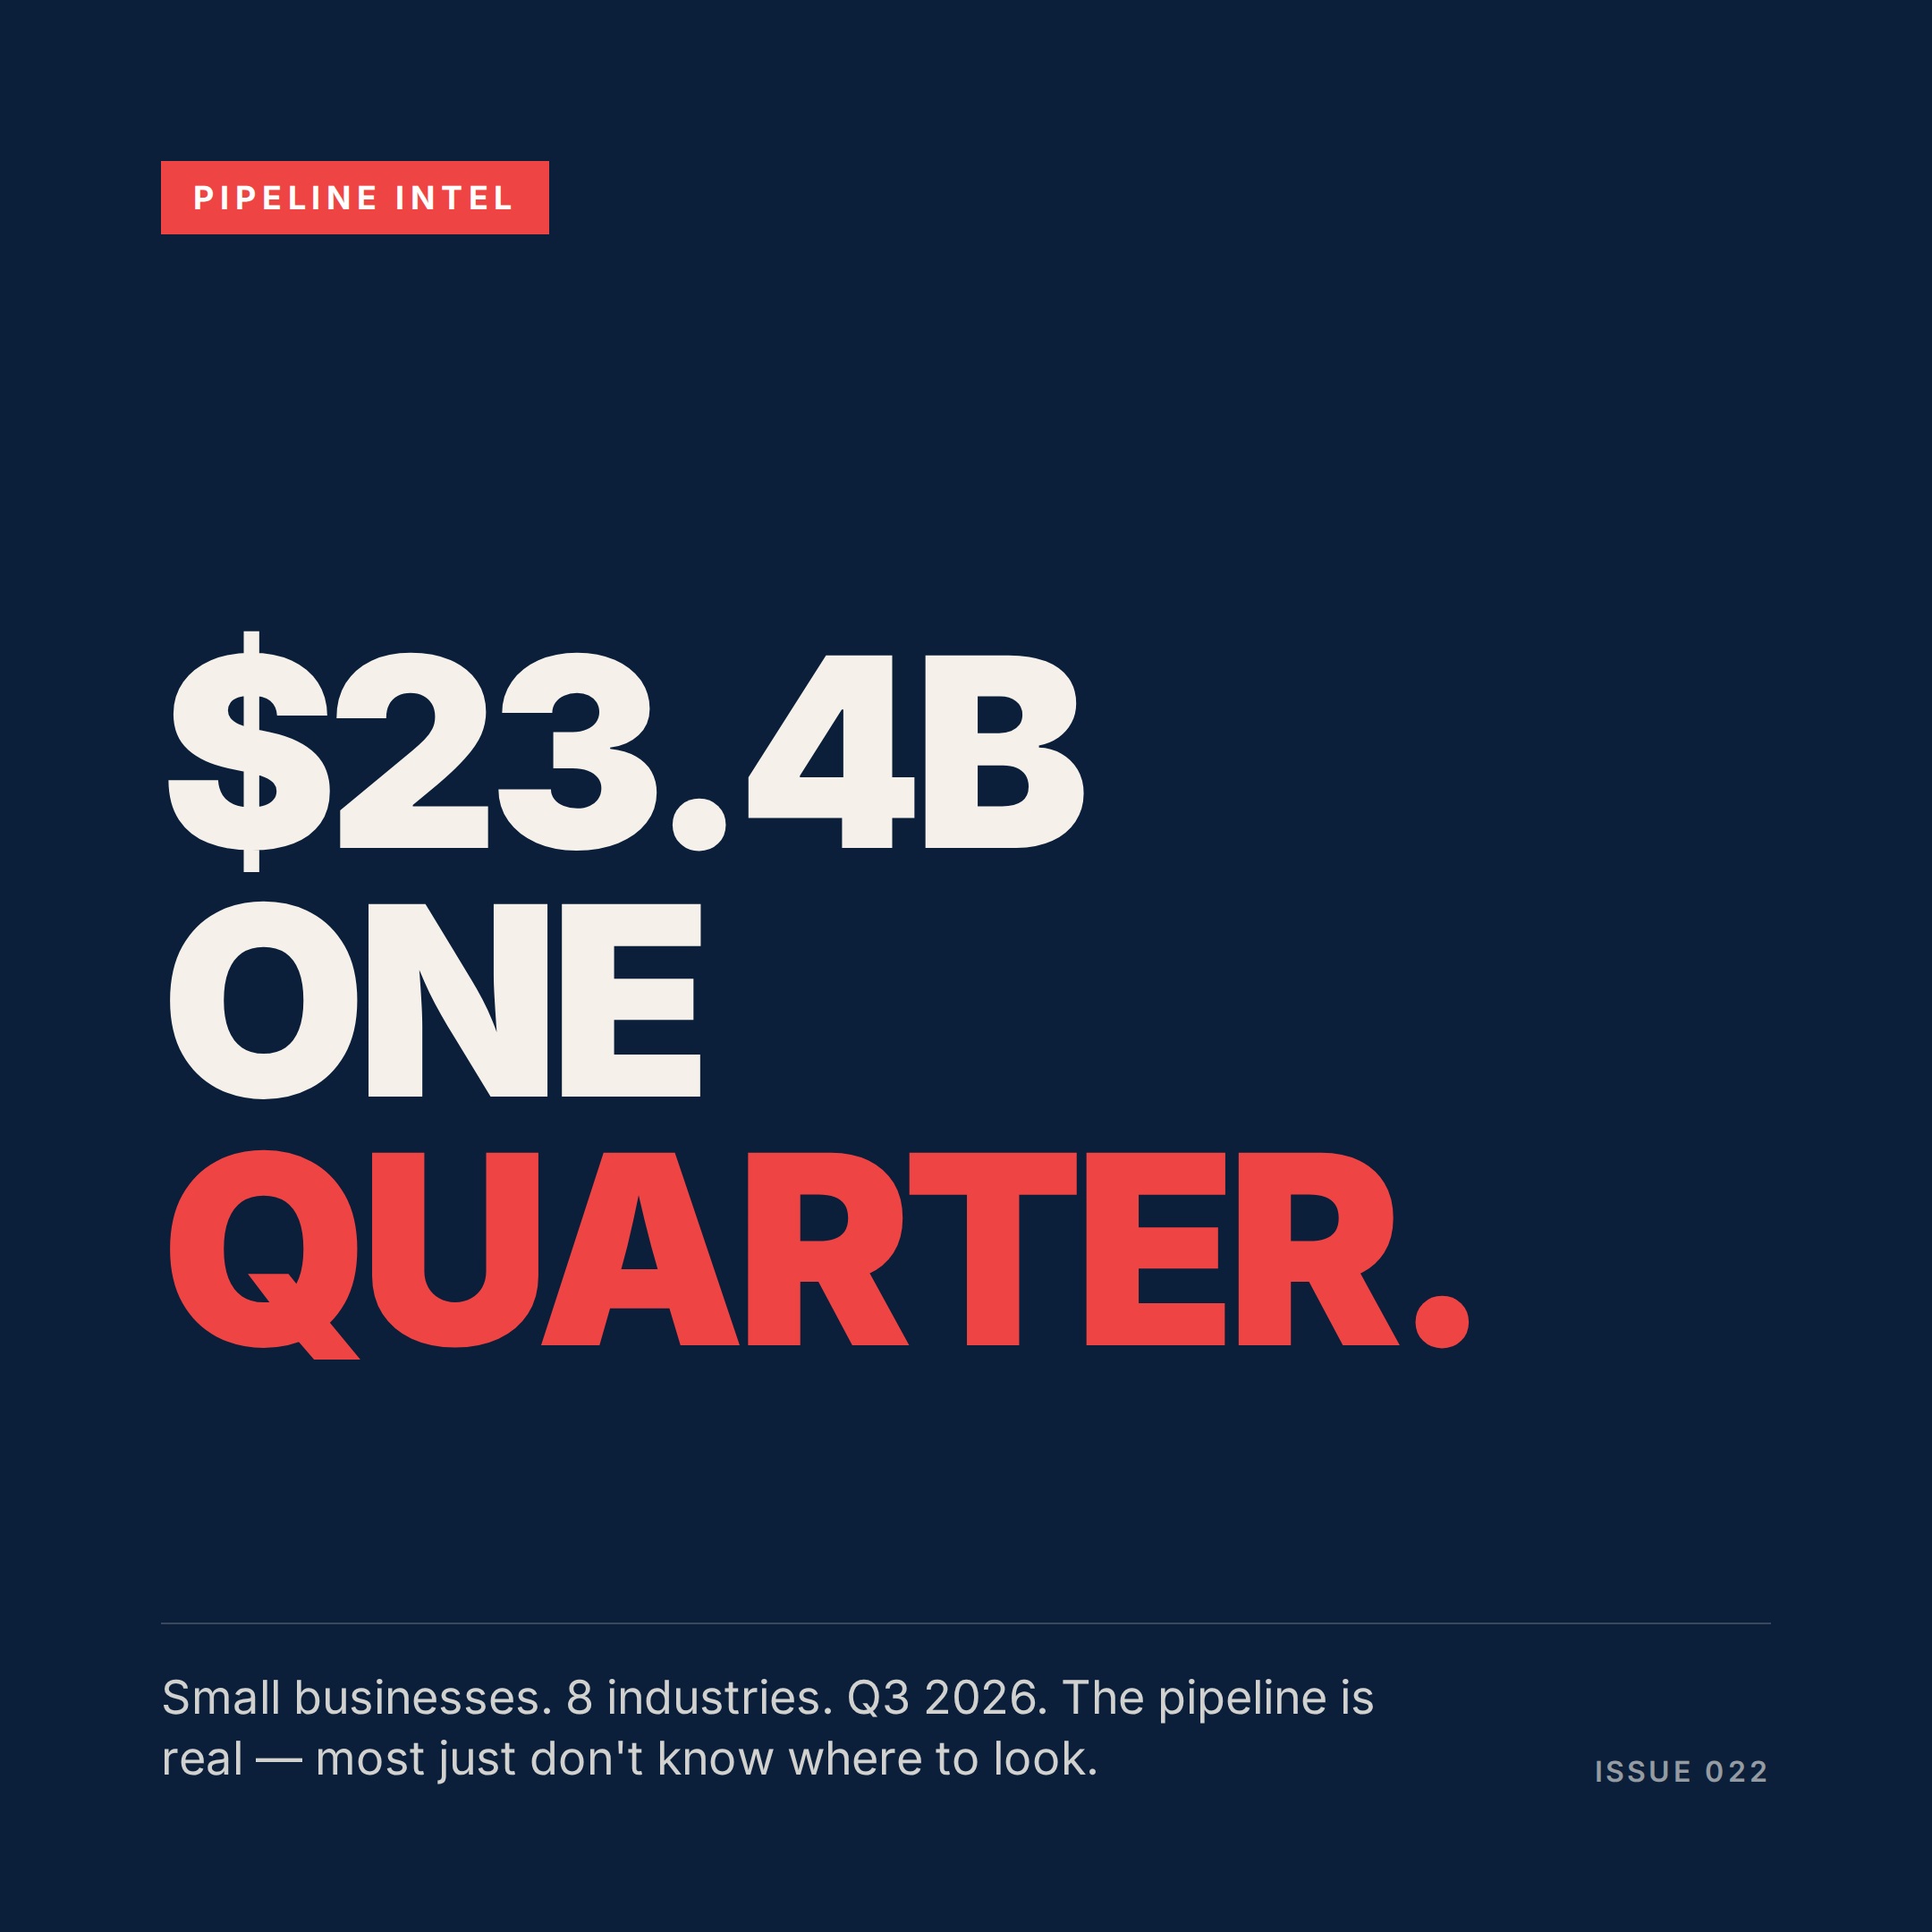 PIPELINE INTEL
$23.4B
ONE
QUARTER.
Small businesses. 8 industries. Q3 2026. The pipeline is
real — most just don't know where to look.
ISSUE 022